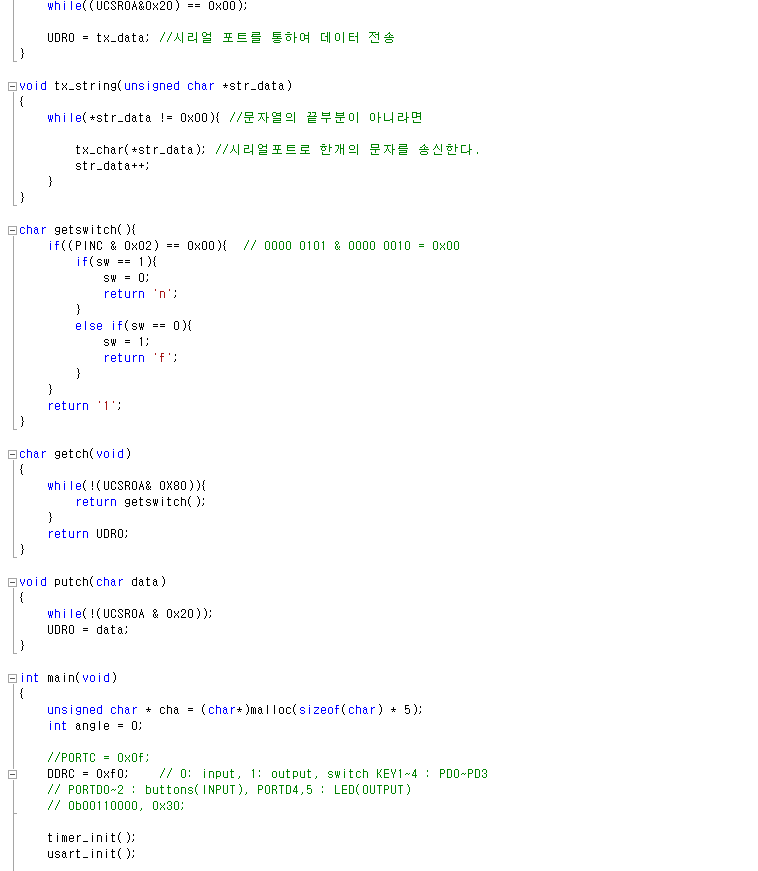 while((UCSR0A&0x20) == 0x00);
UDR0 = tx_data; //시리얼 포트를 통하여 데이터 전송
}
void tx_string(unsigned char *str_data)
{
while(*str_data != 0x00){ //문자열의 끝부분이 아니라면
tx_char(*str_data); //시리얼포트로 한개의 문자를 송신한다.
str_data++;
}
}
char getswitch(){
if((PINC & 0x02) == 0x00){  // 0000 0101 & 0000 0010 = 0x00
if(sw == 1){
sw = 0;
return 'n';
}
else if(sw == 0){
sw = 1;
return 'f';
}
}
return '1';
}
char getch(void)
{
while(!(UCSR0A& 0X80)){
return getswitch();
}
return UDR0;
}
void putch(char data)
{
while(!(UCSR0A & 0x20));
UDR0 = data;
}
int main(void)
{
unsigned char * cha = (char*)malloc(sizeof(char) * 5);
int angle = 0;
//PORTC = 0x0f;
DDRC = 0xf0;    // 0: input, 1: output, switch KEY1~4 : PD0~PD3
// PORTD0~2 : buttons(INPUT), PORTD4,5 : LED(OUTPUT)
// 0b00110000, 0x30;
timer_init();
usart_init();